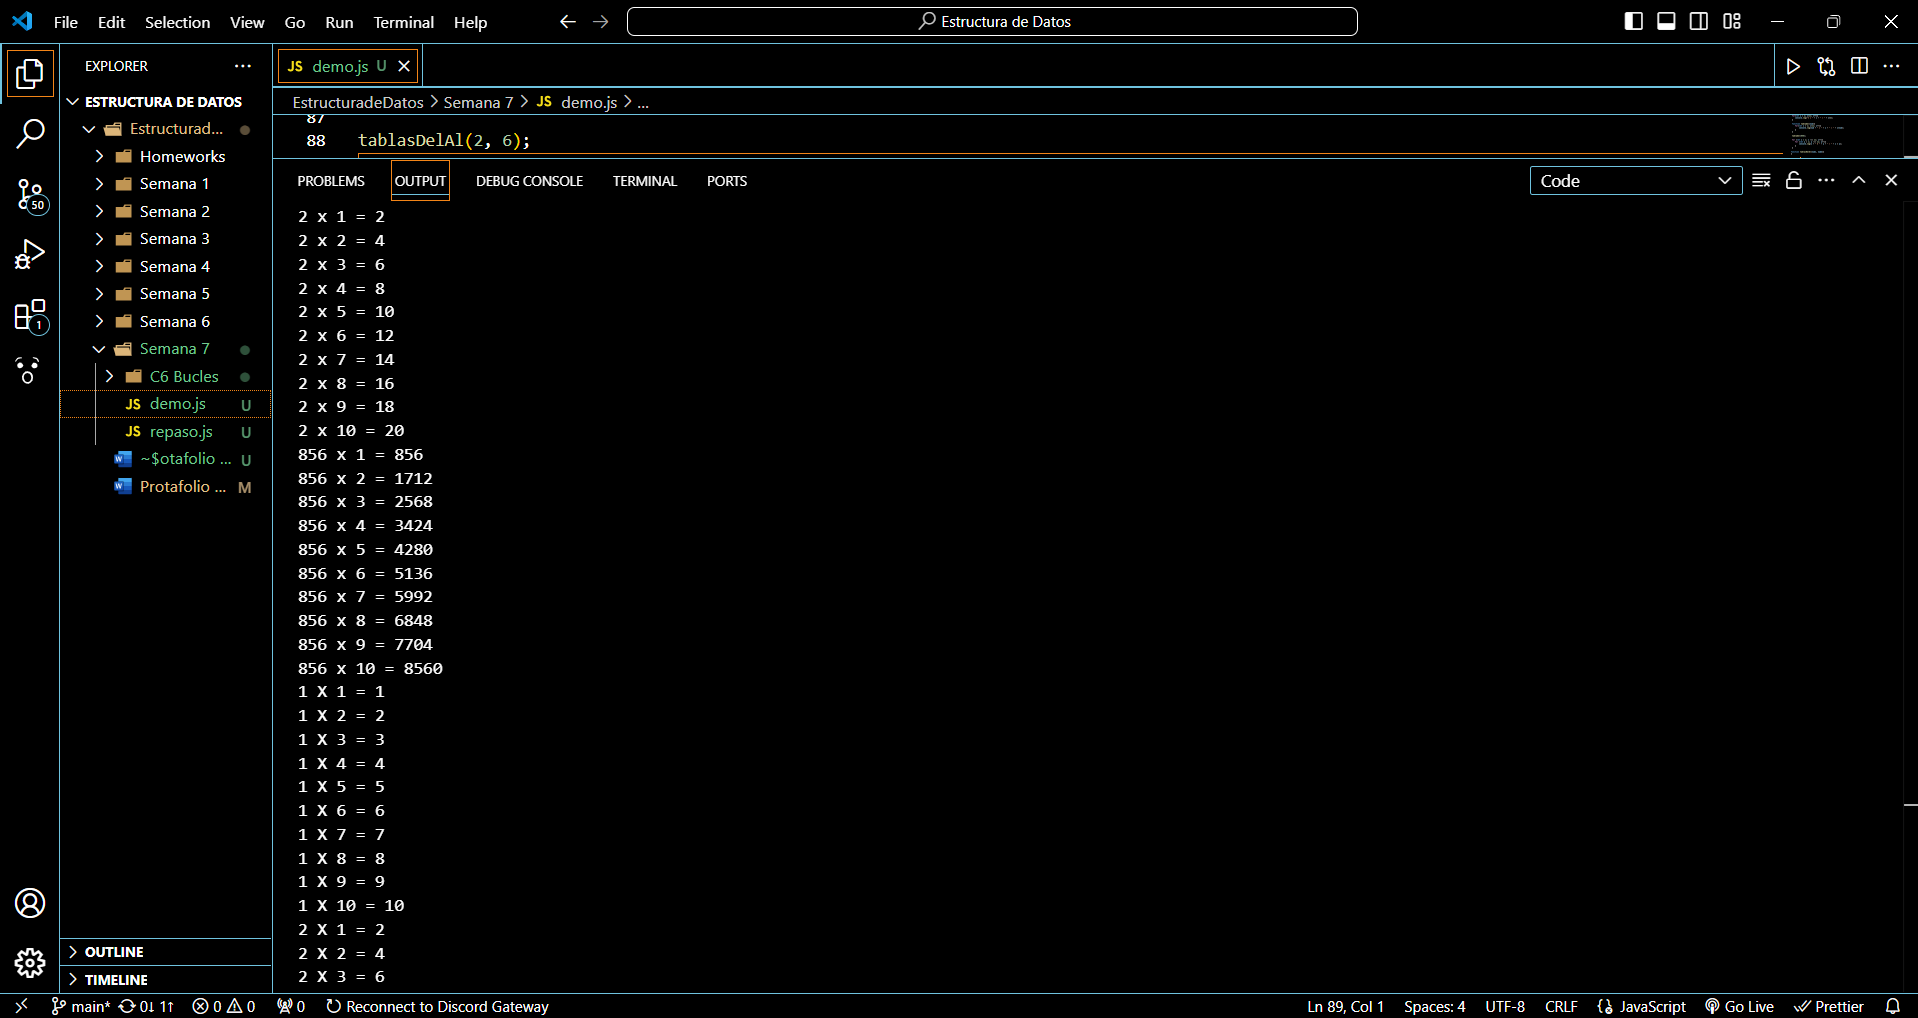 File Edit Selection View Go Run Terminal Help
Estructura de Datos
EXPLORER
ESTRUCTURA DE DATOS
Estructurad...
Homeworks
Semana 1
Semana 2
50
Semana 3
Semana 4
Semana 5
1
Semana 6
Semana 7
C6 Bucles
JS demo.js U
JS repaso.js U
~$otafolio ... U
Protafolio ... M
OUTLINE
TIMELINE
JS demo.js U
EstructuradeDatos > Semana 7 > JS demo.js > ...
87
88 tablasDelAl(2, 6);
PROBLEMS OUTPUT DEBUG CONSOLE TERMINAL PORTS
Code
2 x 1 = 2
2 x 2 = 4
2 x 3 = 6
2 x 4 = 8
2 x 5 = 10
2 x 6 = 12
2 x 7 = 14
2 x 8 = 16
2 x 9 = 18
2 x 10 = 20
856 x 1 = 856
856 x 2 = 1712
856 x 3 = 2568
856 x 4 = 3424
856 x 5 = 4280
856 x 6 = 5136
856 x 7 = 5992
856 x 8 = 6848
856 x 9 = 7704
856 x 10 = 8560
1 X 1 = 1
1 X 2 = 2
1 X 3 = 3
1 X 4 = 4
1 X 5 = 5
1 X 6 = 6
1 X 7 = 7
1 X 8 = 8
1 X 9 = 9
1 X 10 = 10
2 X 1 = 2
2 X 2 = 4
2 X 3 = 6
main* 0↓ 1↑ 0 0 0 Reconnect to Discord Gateway
Ln 89, Col 1 Spaces: 4 UTF-8 CRLF {} JavaScript Go Live Prettier